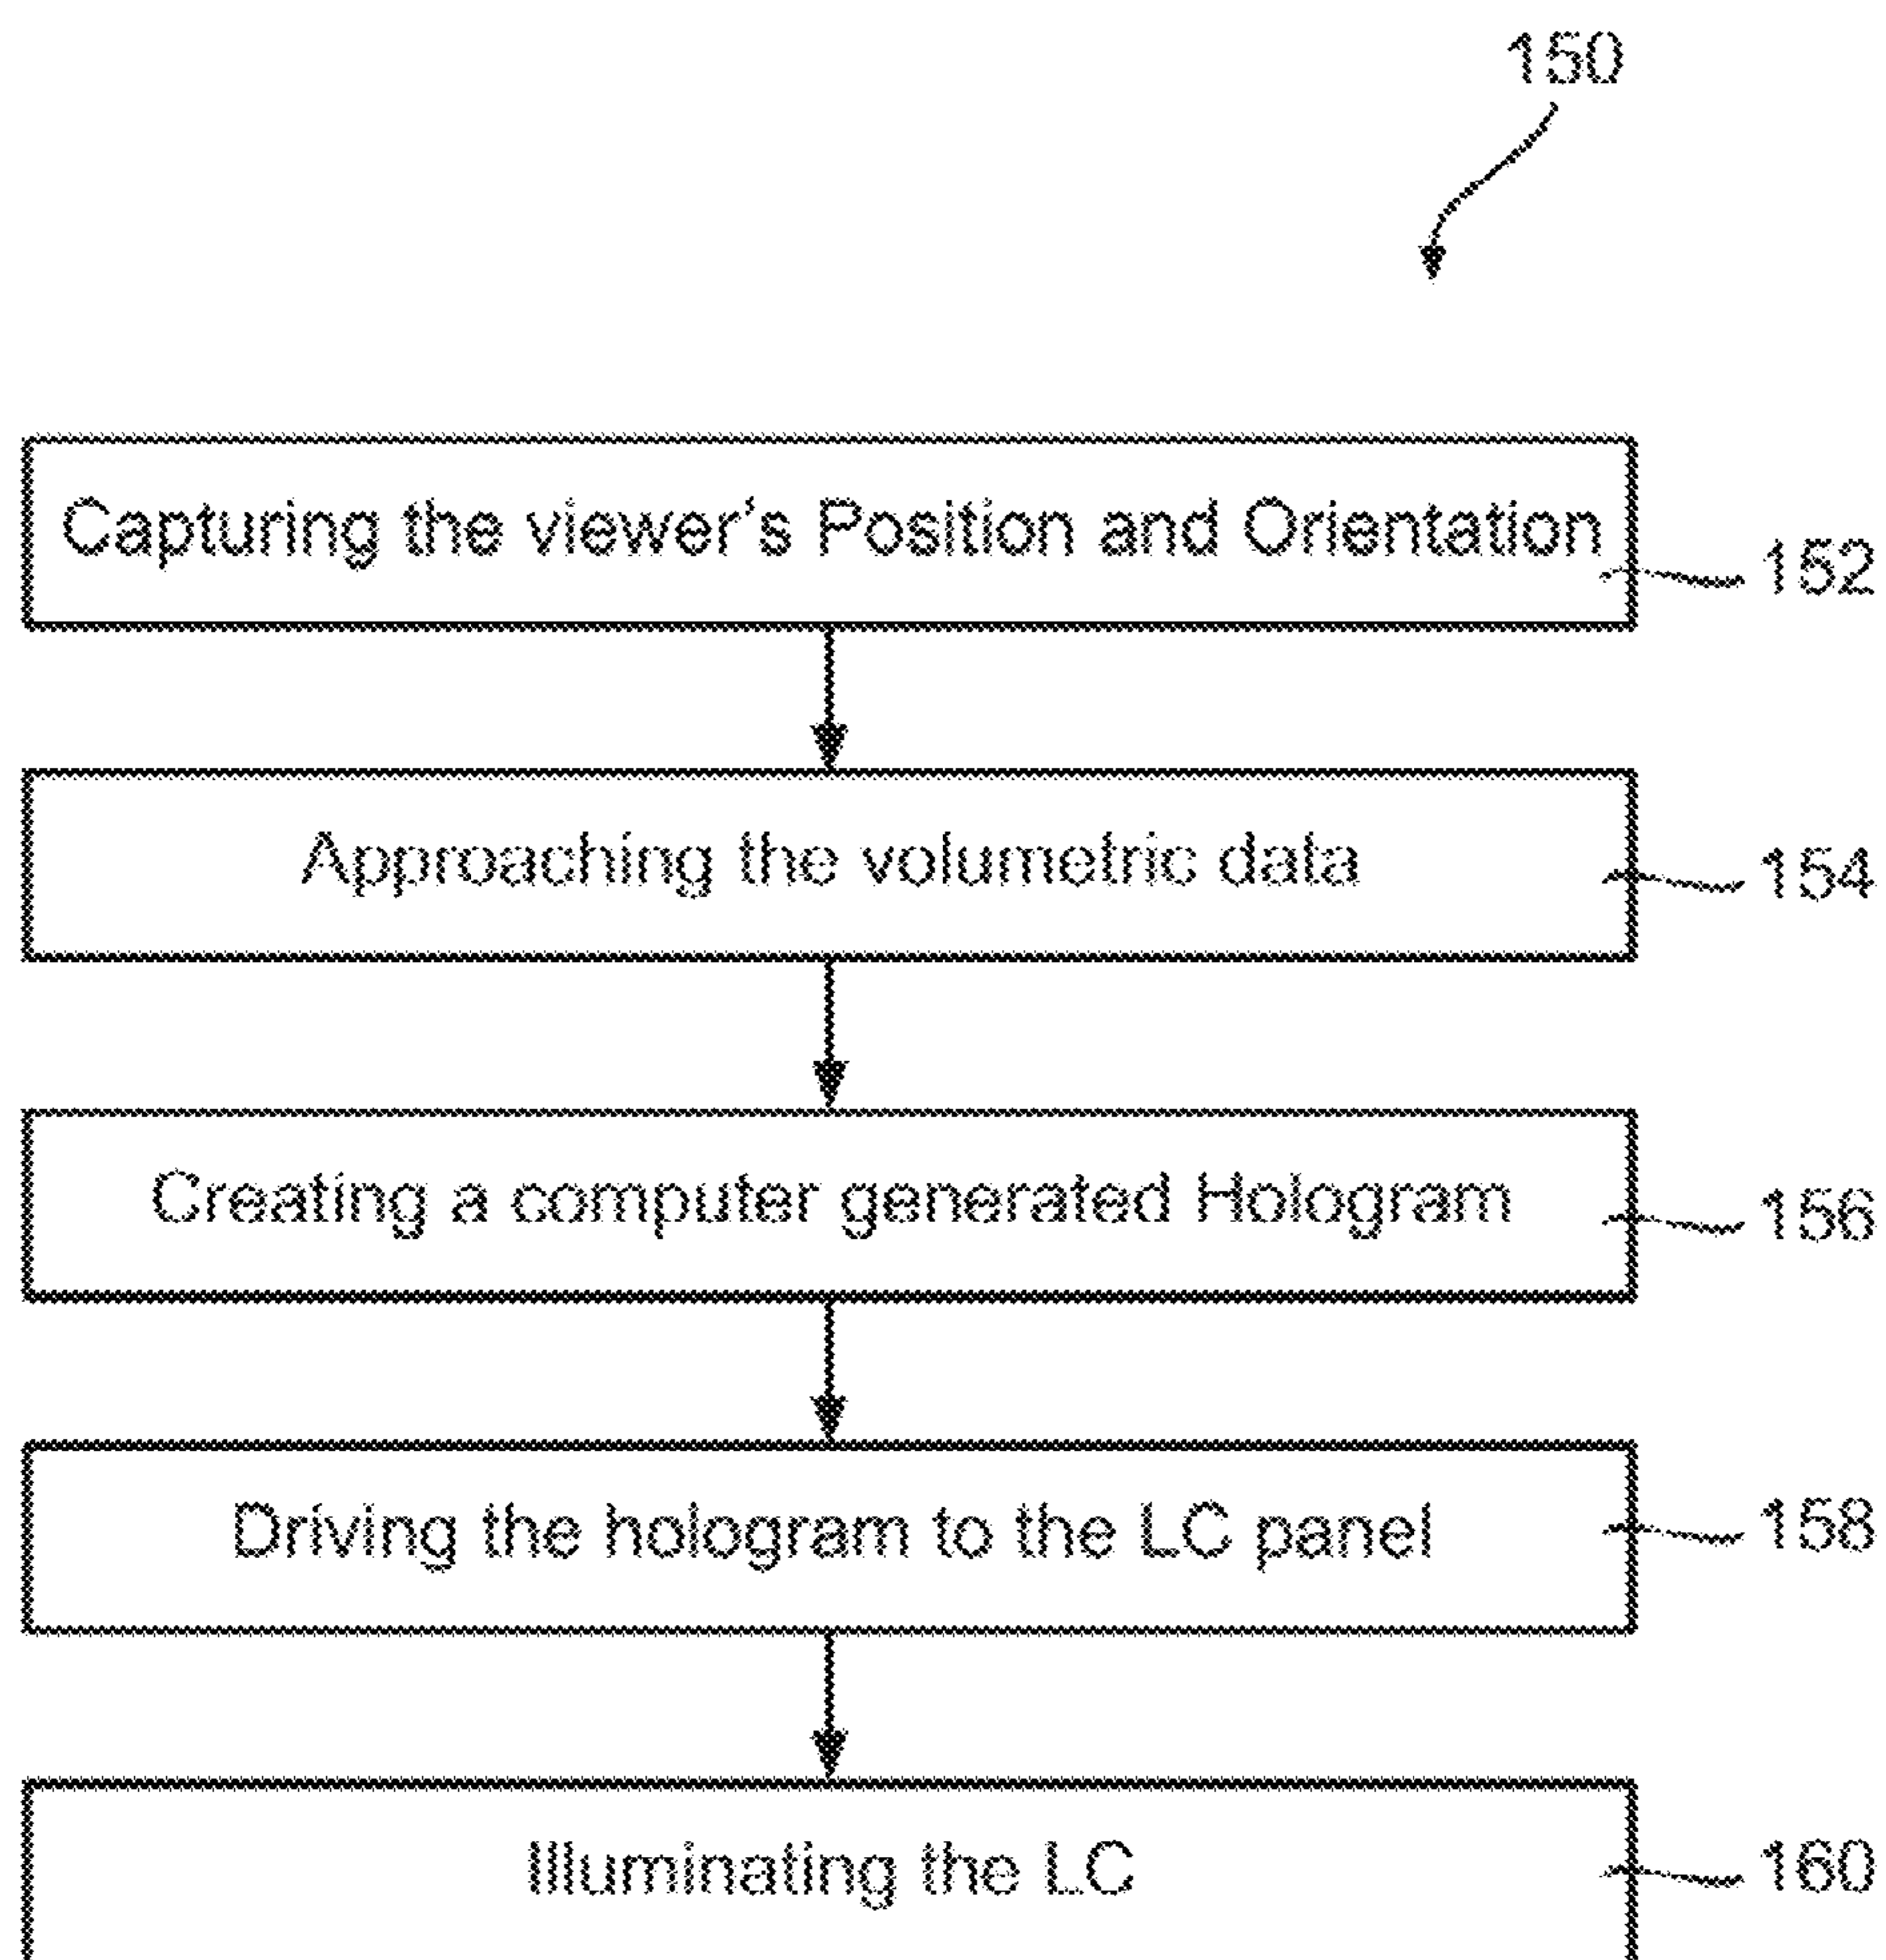 150
Capturing the viewer's Position and Orientation
152
Approaching the volumetric data
154
Creating a computer generated Hologram
156
Driving the hologram to the LC panel
158
Illuminating the LC
160